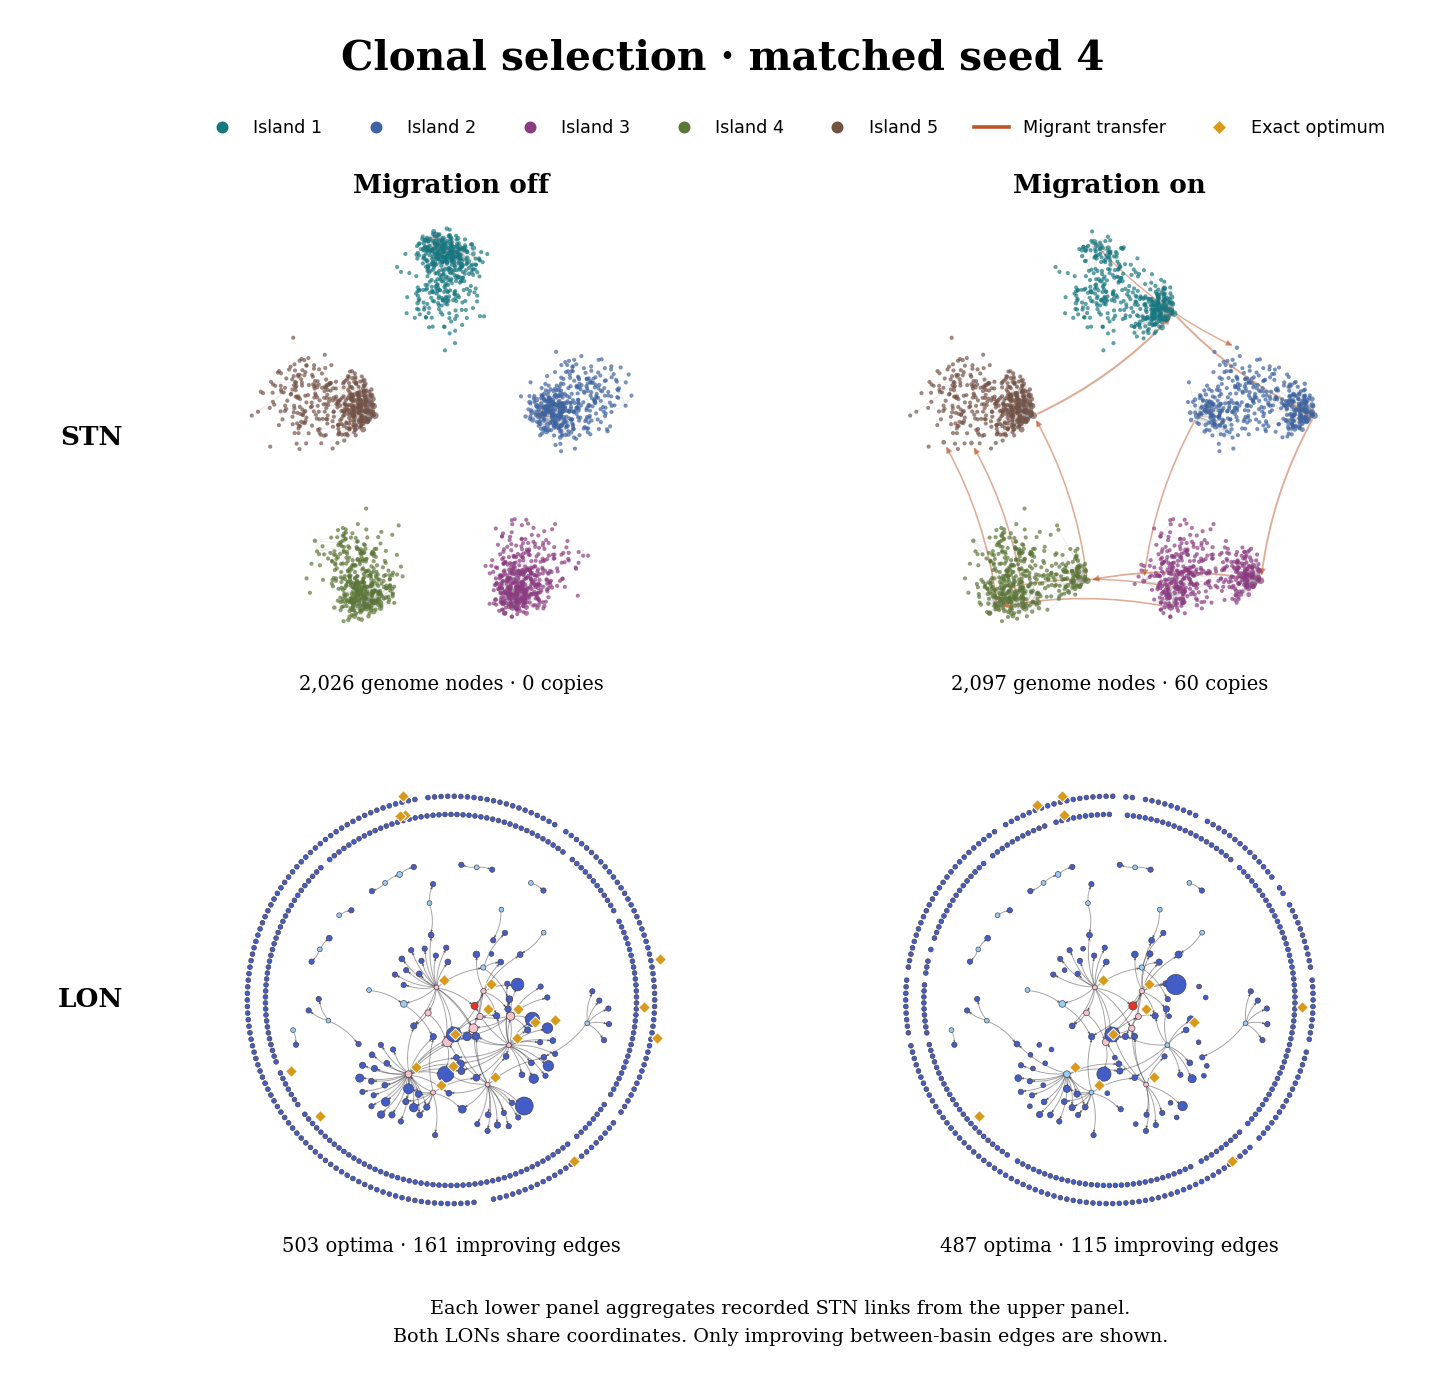 Clonal selection · matched seed 4
Island 1 Island 2 Island 3 Island 4 Island 5 Migrant transfer Exact optimum
Migration off Migration on
STN
2,026 genome nodes · 0 copies 2,097 genome nodes · 60 copies
LON
503 optima · 161 improving edges 487 optima · 115 improving edges
Each lower panel aggregates recorded STN links from the upper panel.
Both LONs share coordinates. Only improving between-basin edges are shown.